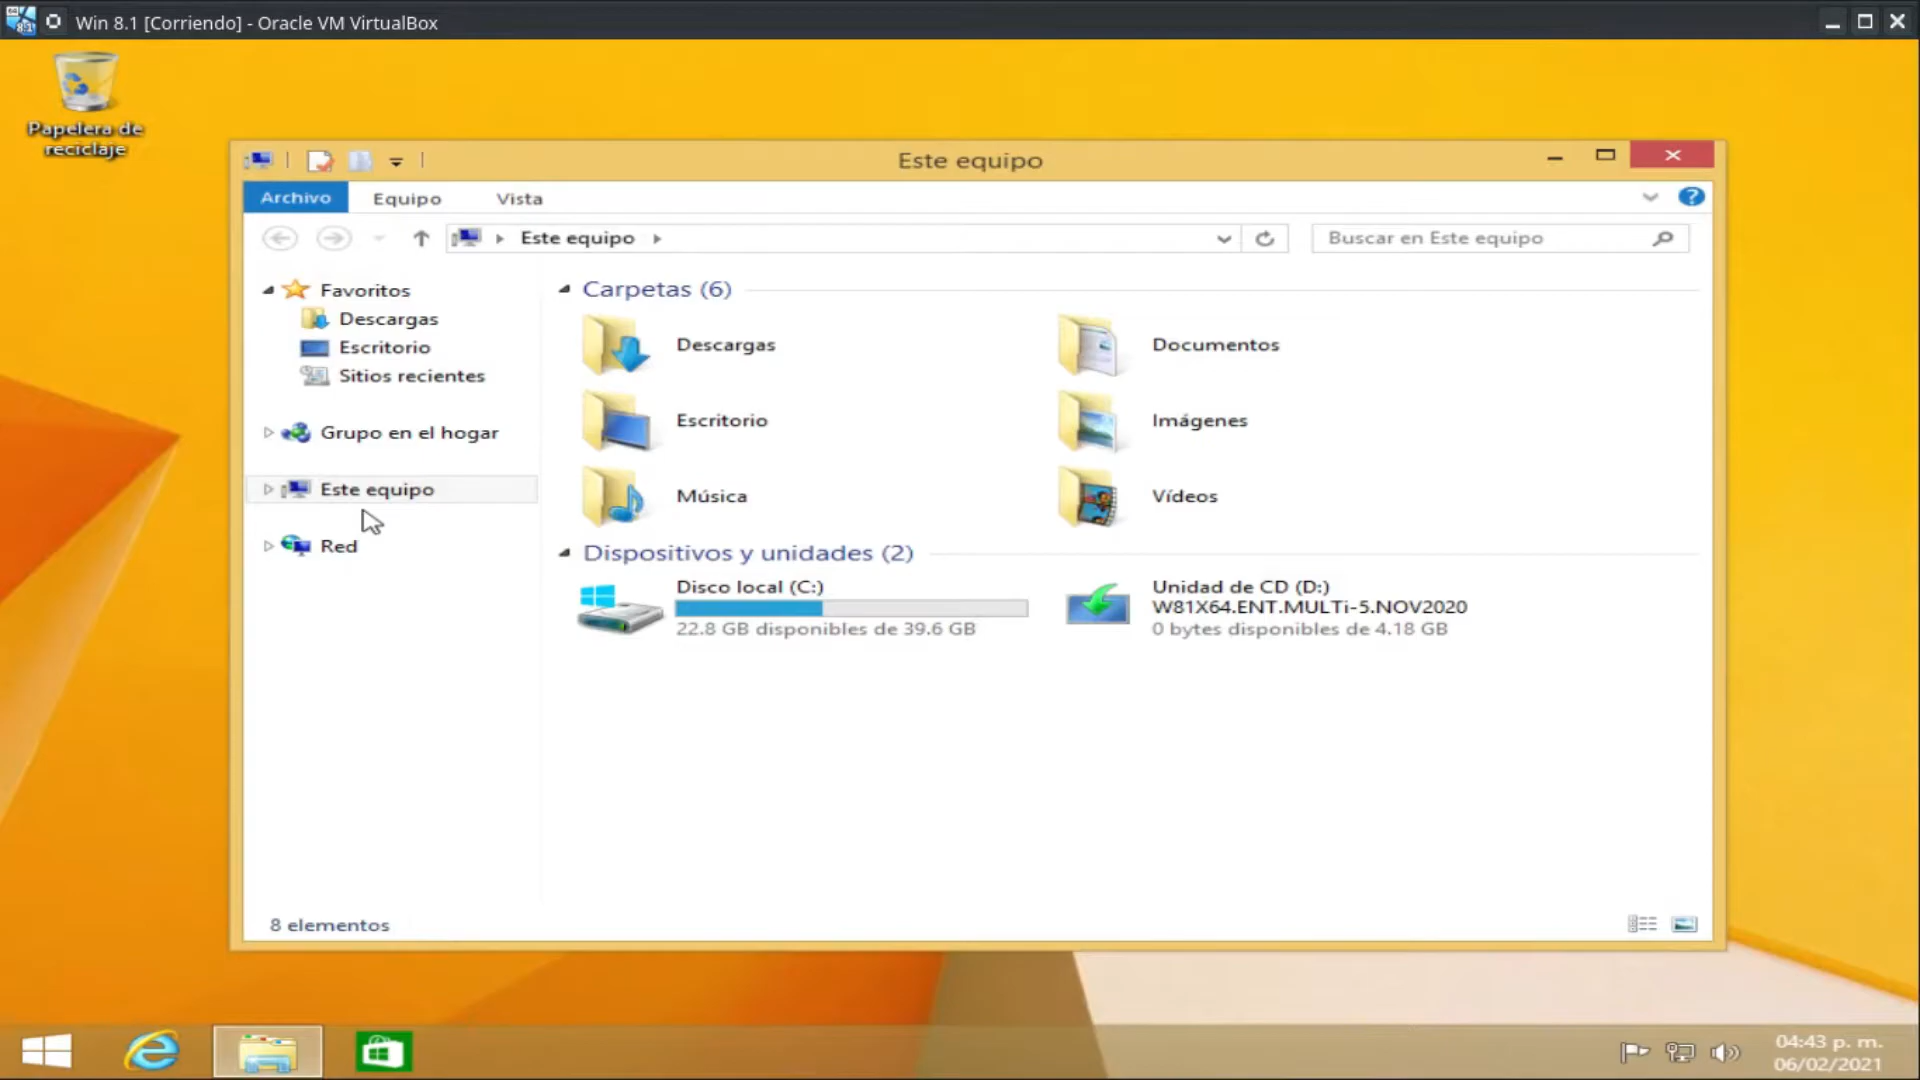 Win 8.1 [Corriendo] - Oracle VM VirtualBox
Papelera de
reciclaje
Este equipo
Archivo
Equipo
Vista
Este equipo
Buscar en Este equipo
Favoritos
Descargas
Escritorio
Sitios recientes
Grupo en el hogar
Este equipo
Red
Carpetas (6)
Descargas
Documentos
Escritorio
Imágenes
Música
Vídeos
Dispositivos y unidades (2)
Disco local (C:)
22.8 GB disponibles de 39.6 GB
Unidad de CD (D:)
W81X64.ENT.MULTi-5.NOV2020
0 bytes disponibles de 4.18 GB
8 elementos
04:43 p. m.
06/02/2021